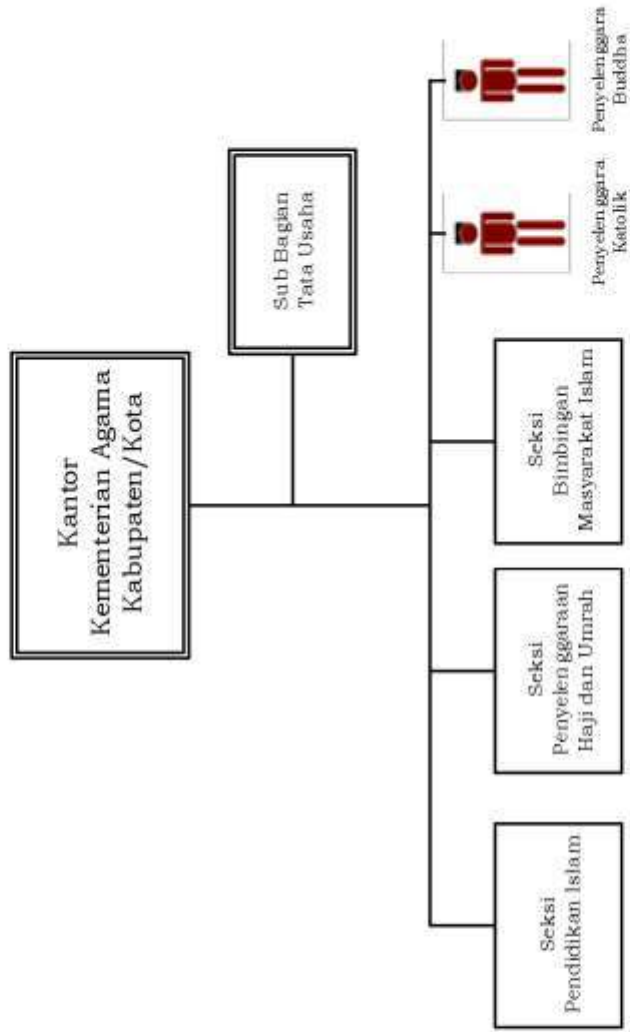 Kantor
Kementerian Agama
Kabupaten/Kota
Sub Bagian
Tata Usaha
Seksi
Pendidikan Islam
Seksi
Penyelenggaraan
Haji dan Umrah
Seksi
Bimbingan
Masyarakat Islam
Penyelenggara
Katolik
Penyelenggara
Buddha